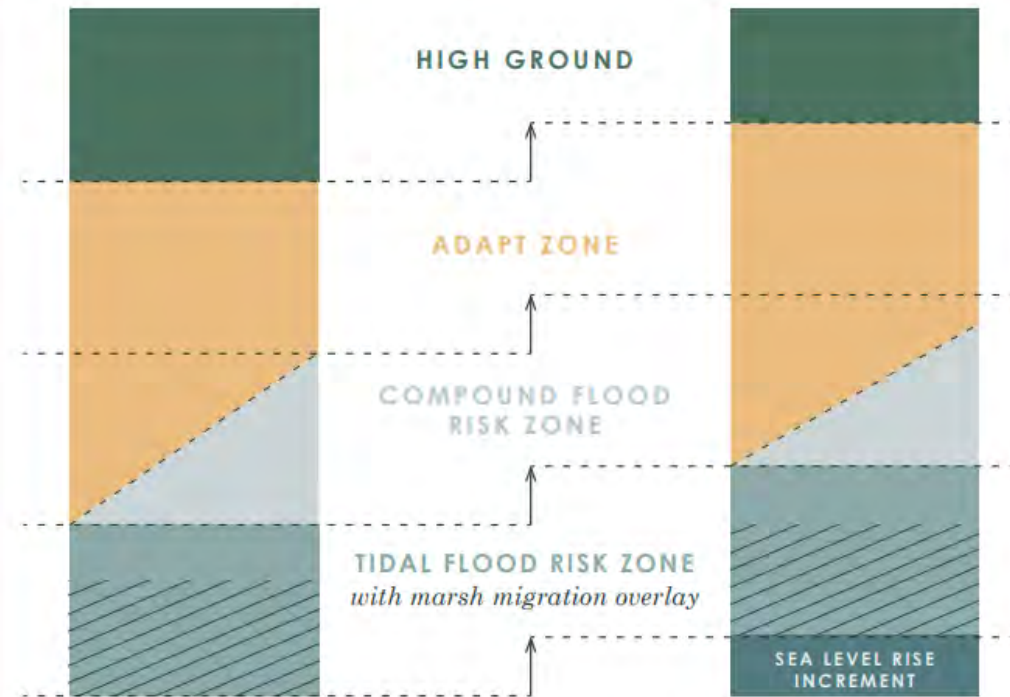 HIGH GROUND
ADAPT ZONE
COMPOUND FLOOD
RISK ZONE
TIDAL FLOOD RISK ZONE
with marsh migration overlay
SEA LEVEL RISE
INCREMENT